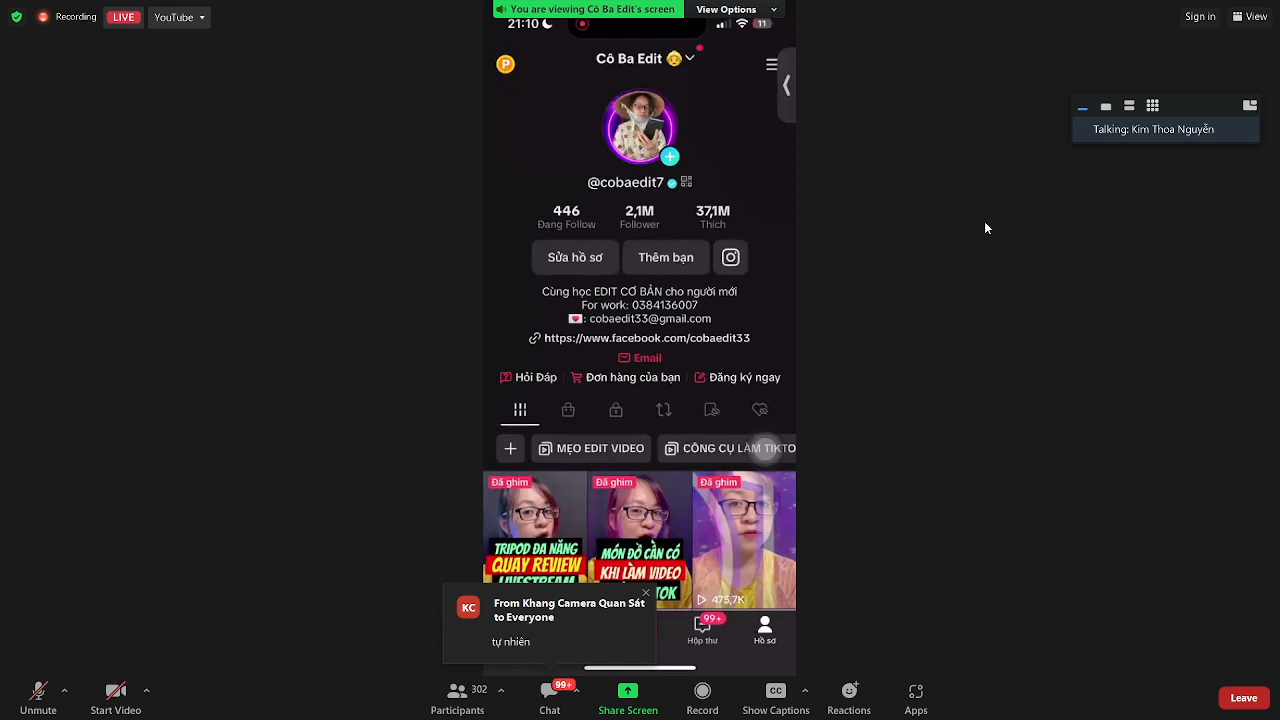 Recording
LIVE
YouTube
You are viewing Cô Ba Edit's screen
View Options
Sign in
View
21:10
11
P
Cô Ba Edit
@cobaedit7
446
2,1M
37,1M
Đang Follow
Follower
Thích
Sửa hồ sơ
Thêm bạn
Cùng học EDIT CƠ BẢN cho người mới
For work: 0384136007
: cobaedit33@gmail.com
https://www.facebook.com/cobaedit33
Email
Hỏi Đáp
Đơn hàng của bạn
Đăng ký ngay
MẸO EDIT VIDEO
CÔNG CỤ LÀM TIKTO
Đã ghim
Đã ghim
Đã ghim
TRIPOD ĐA NĂNG
QUAY REVIEW
LIVESTREAM
MÓN ĐỒ CẦN CÓ
KHI LÀM VIDEO
TOK
475,7K
Talking: Kim Thoa Nguyễn
KC
From Khang Camera Quan Sát
to Everyone
tự nhiên
99+
Hộp thư
Hồ sơ
Unmute
Start Video
302
Participants
99+
Chat
Share Screen
Record
CC
Show Captions
Reactions
Apps
Leave